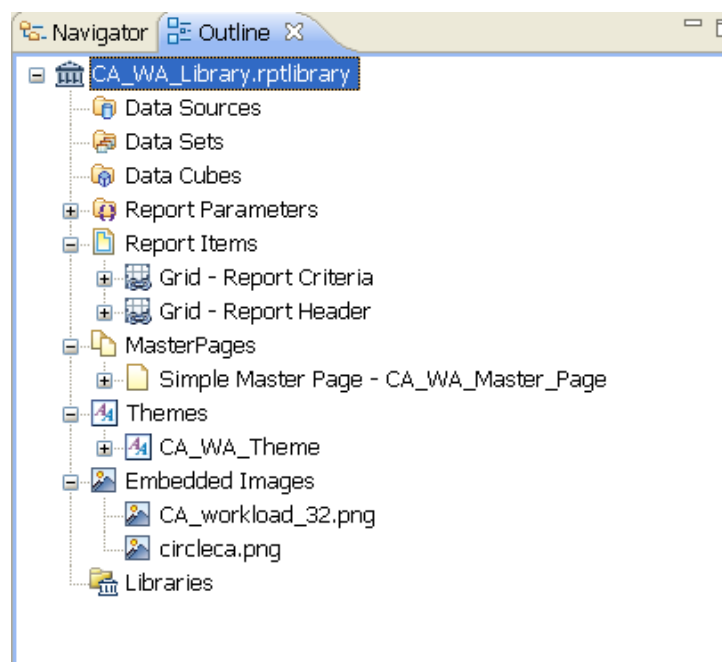 Navigator Outline
CA_WA_Library.rptlibrary
Data Sources
Data Sets
Data Cubes
Report Parameters
Report Items
Grid - Report Criteria
Grid - Report Header
MasterPages
Simple Master Page - CA_WA_Master_Page
Themes
CA_WA_Theme
Embedded Images
CA_workload_32.png
circleca.png
Libraries